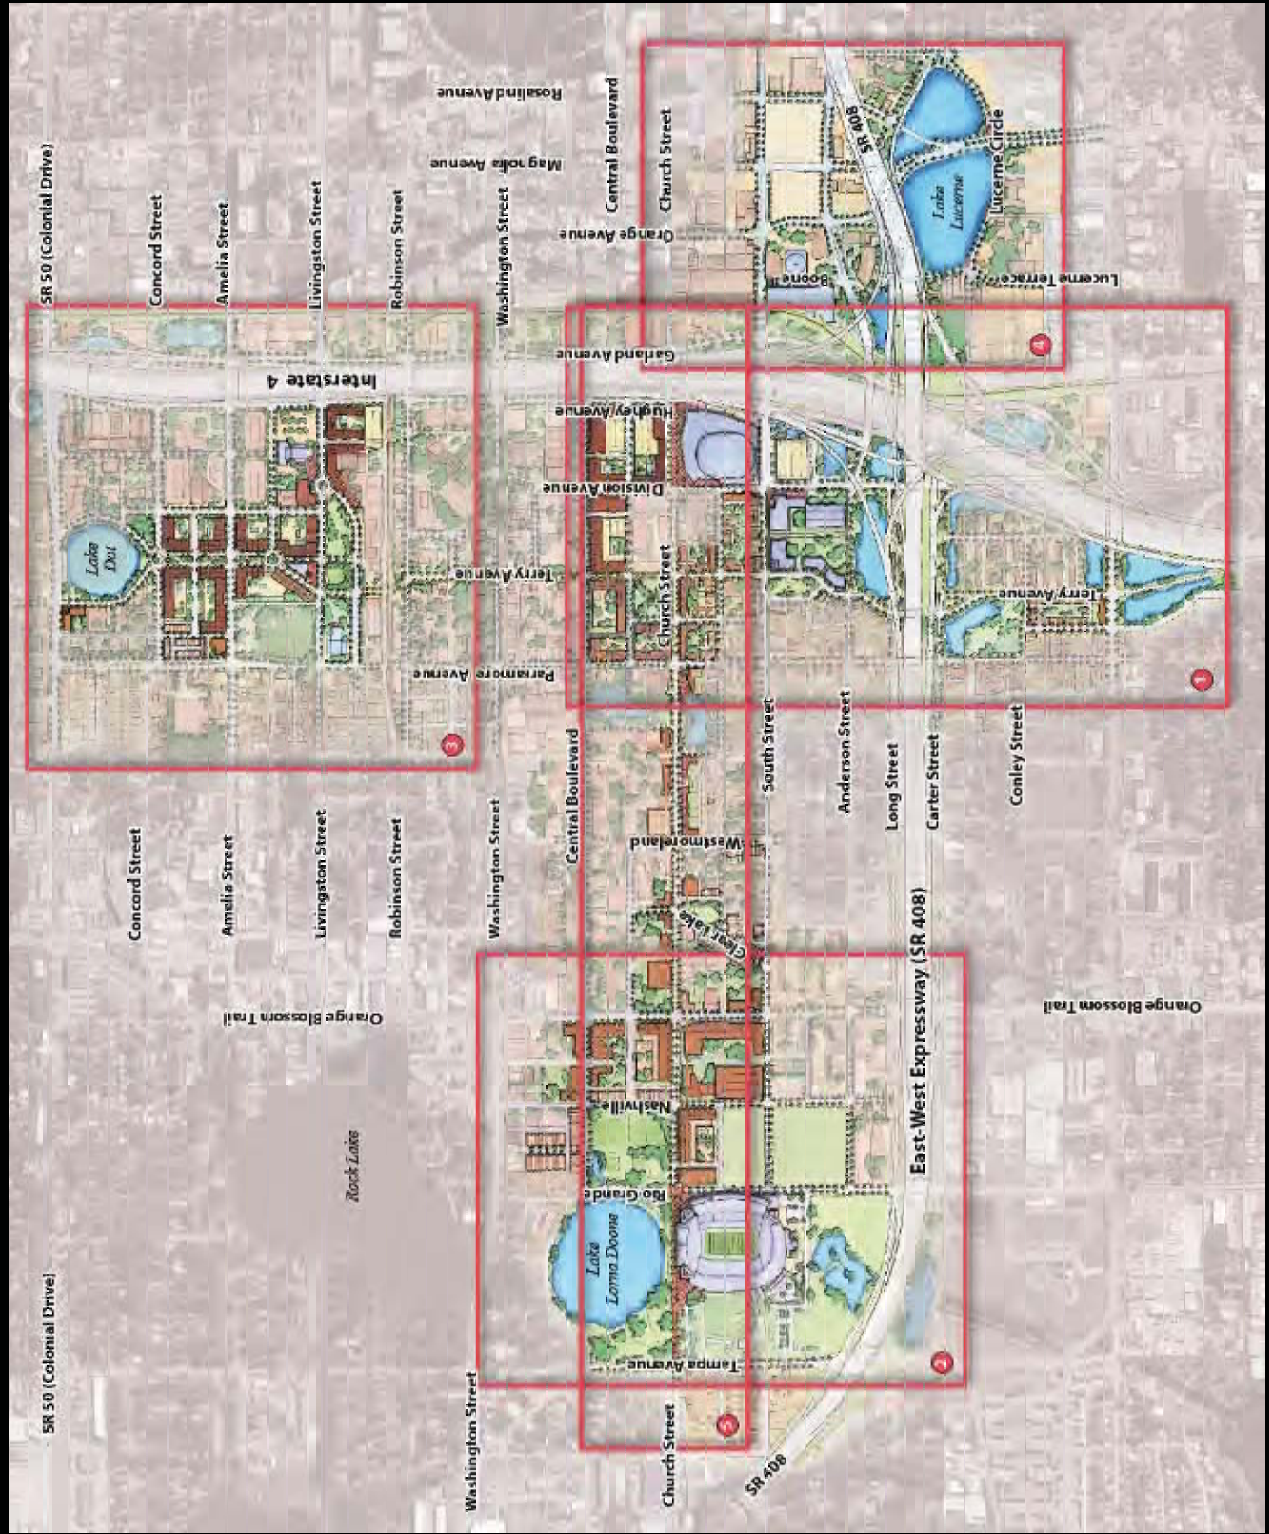 SR 50 (Colonial Drive)
SR 50 (Colonial Drive)
Concord Street
Lake
Dot
Concord Street
Amelia Street
Amelia Street
Orange Blossom Trail
Livingston Street
Interstate 4
Livingston Street
Rock Lake
Robinson Street
Robinson Street
3
Parramore Avenue
Terry Avenue
Magnolia Avenue
Rosalind Avenue
Washington Street
Washington Street
Washington Street
Central Boulevard
Division Avenue
Hughey Avenue
Garland Avenue
Orange Avenue
Central Boulevard
Lake
Lorna Doone
Rio Grande
Nashville
Church Street
Church Street
Church Street
Tampa Avenue
Clear Lake
Westmoreland
5
SR 408
South Street
Boone
Anderson Street
SR 408
Long Street
East-West Expressway (SR 408)
Carter Street
Lake
Lucerne
2
Lucerne Circle
Conley Street
Terry Avenue
4
Lucerne Terrace
Orange Blossom Trail
1